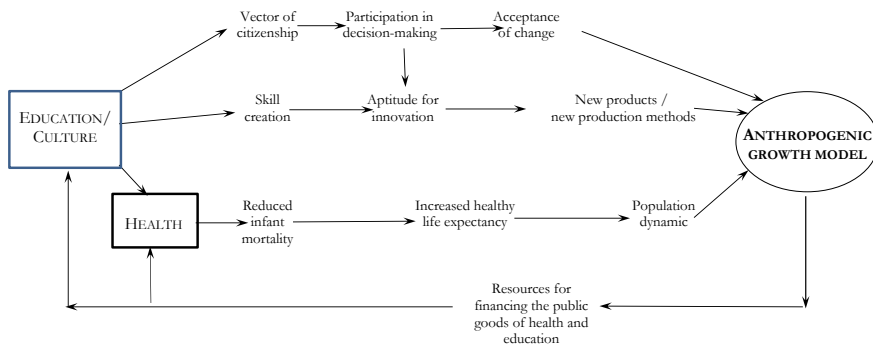 Vector of
citizenship
Participation in
decision-making
Acceptance
of change
EDUCATION/
CULTURE
Skill
creation
Aptitude for
innovation
New products /
new production methods
ANTHROPOGENIC
GROWTH MODEL
HEALTH
Reduced
infant
mortality
Increased healthy
life expectancy
Population
dynamic
Resources for
financing the public
goods of health and
education